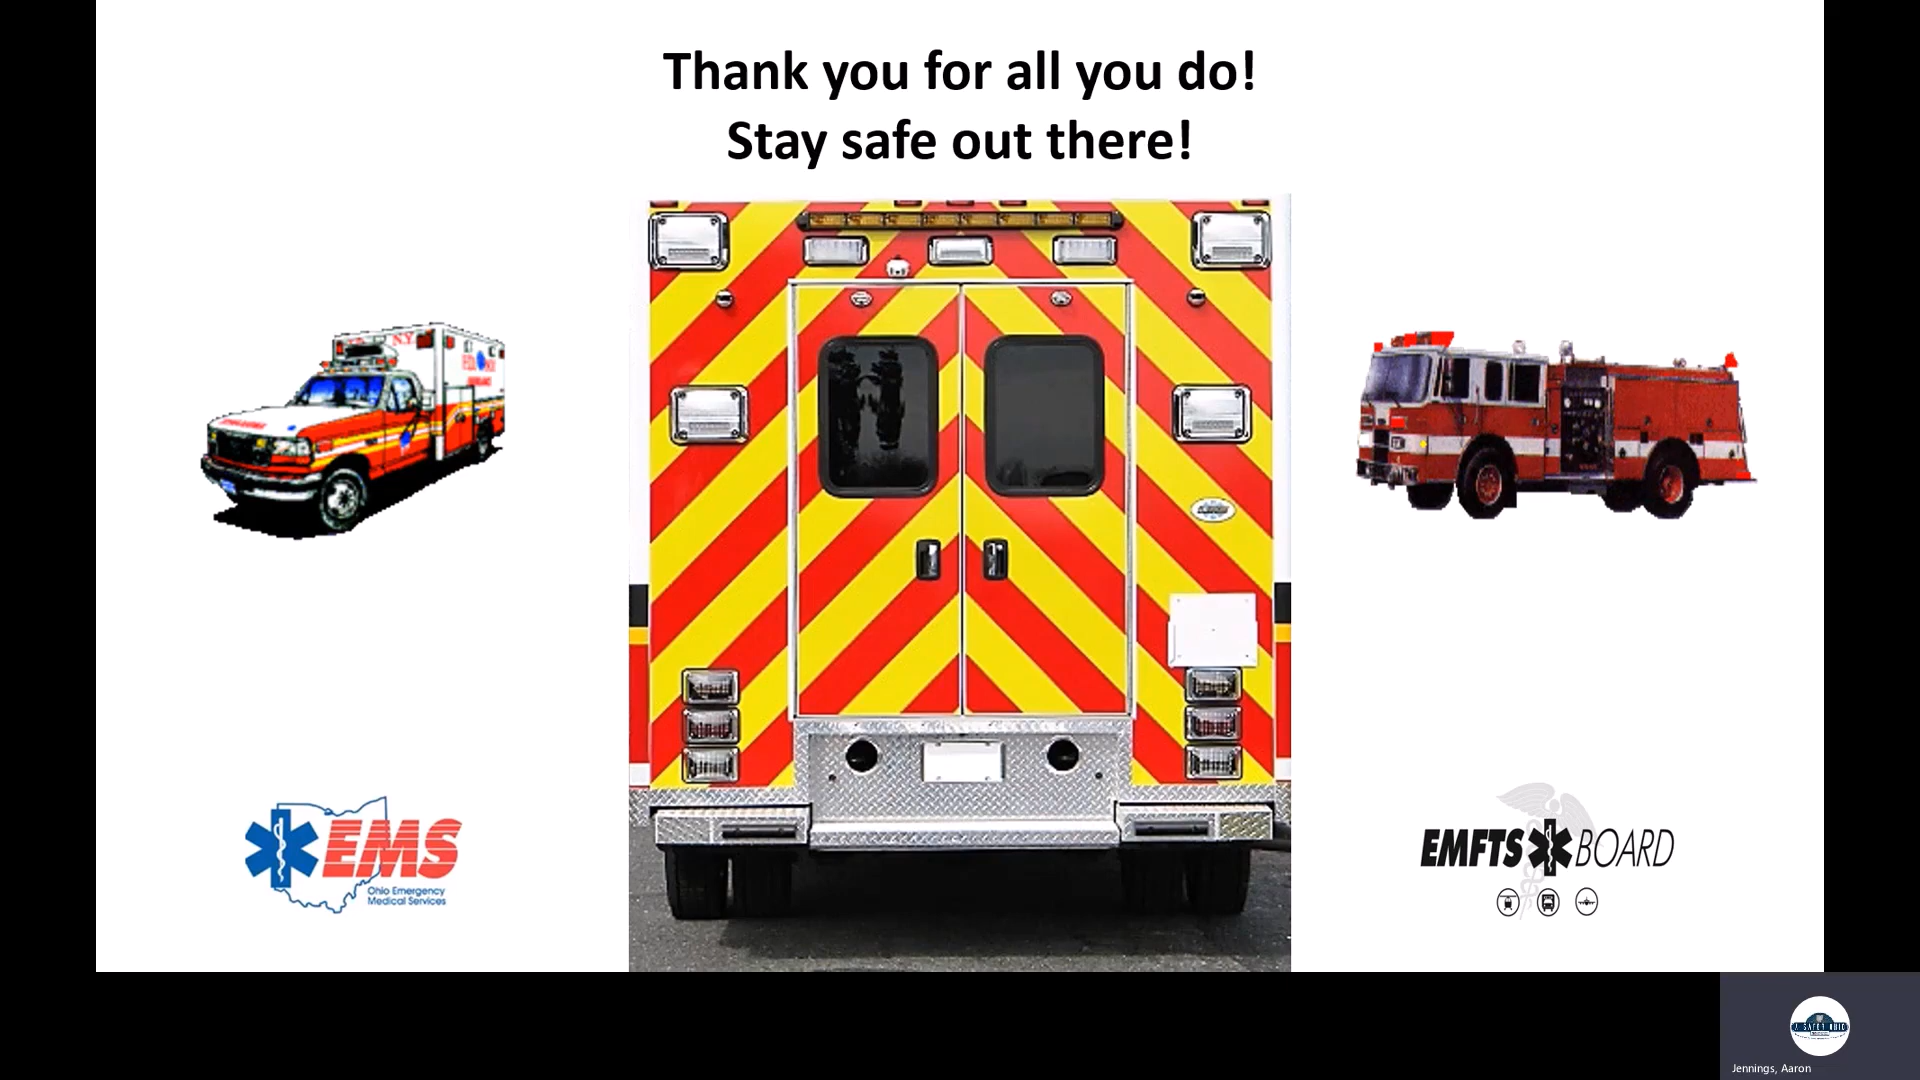 Thank you for all you do!
Stay safe out there!
N.Y.
EMS
Ohio Emergency
Medical Services
EMFTS BOARD
Jennings, Aaron